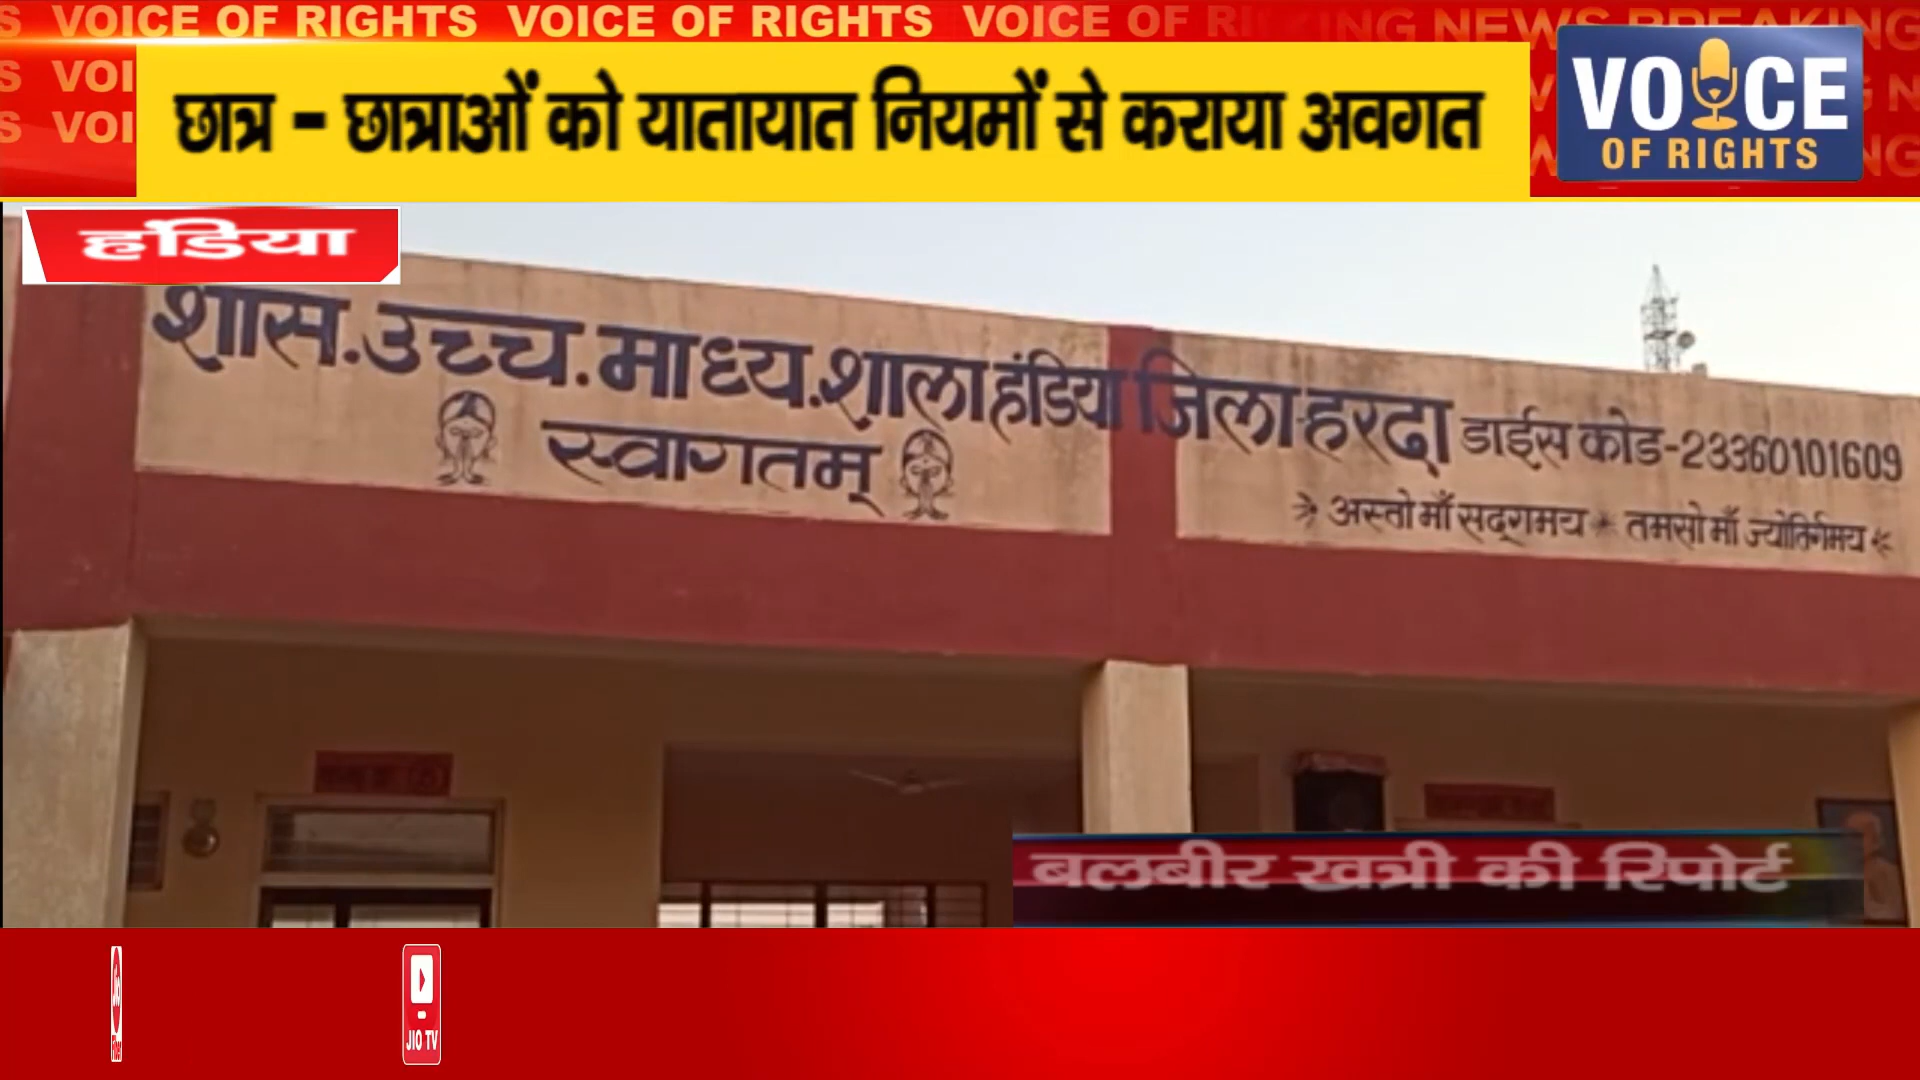 VOICE OF RIGHTS VOICE OF RIGHTS VOICE OF RI
छात्र - छात्राओं को यातायात नियमों से कराया अवगत
VOICE
OF RIGHTS
हंडिया
शास.उच्च.माध्य.शाला हंडिया जिला-हरदा डाईस कोड-23360101609
स्वागतम्
अस्तो माँ सद्गमय तमसो माँ ज्योतिर्गमय
बलबीर खत्री की रिपोर्ट
JIO TV